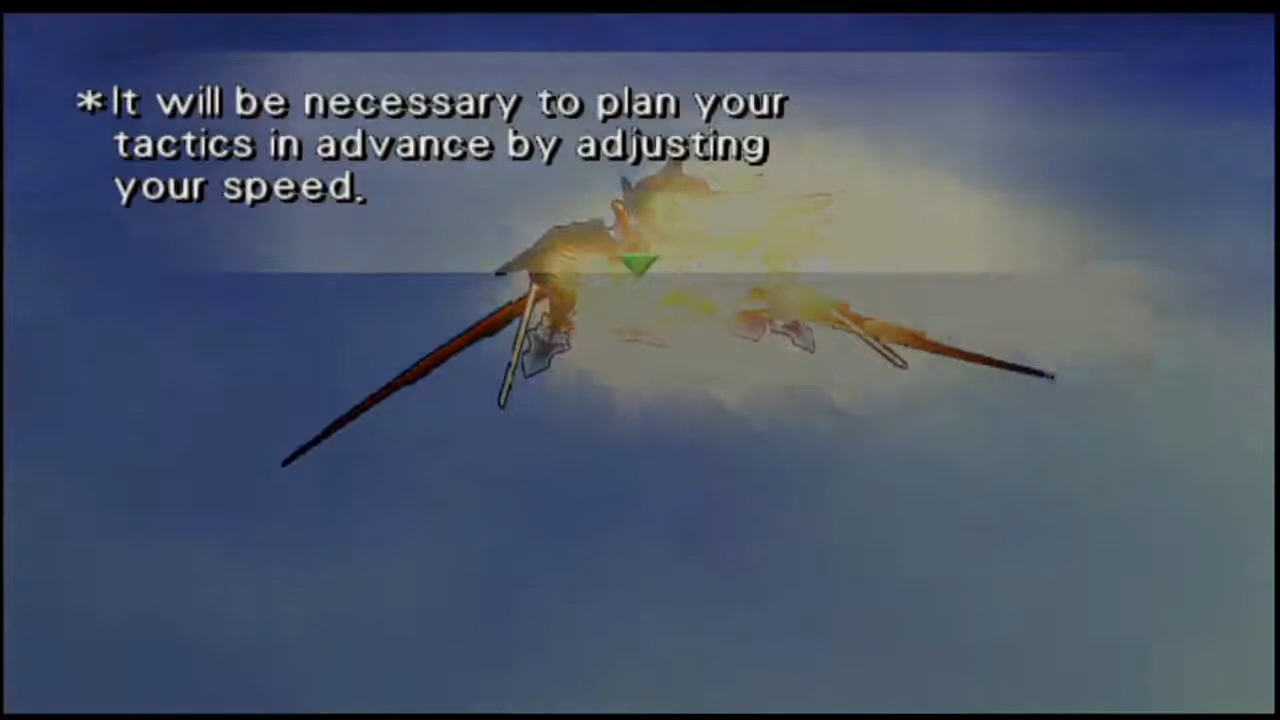 *It will be necessary to plan your
tactics in advance by adjusting
your speed.